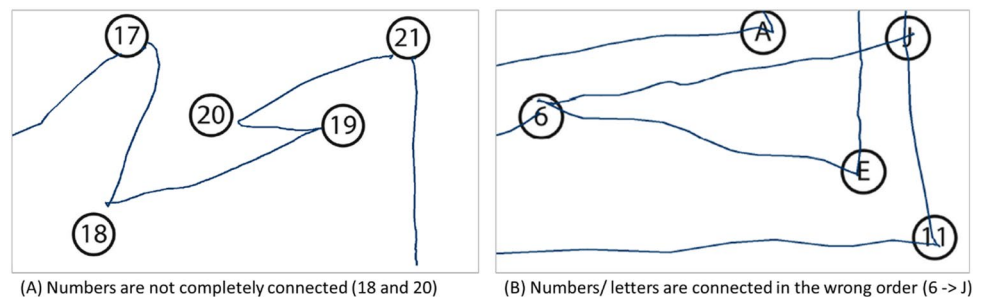 17
21
20
19
18
A
J
6
E
11
(A) Numbers are not completely connected (18 and 20)
(B) Numbers/ letters are connected in the wrong order (6 -> J)